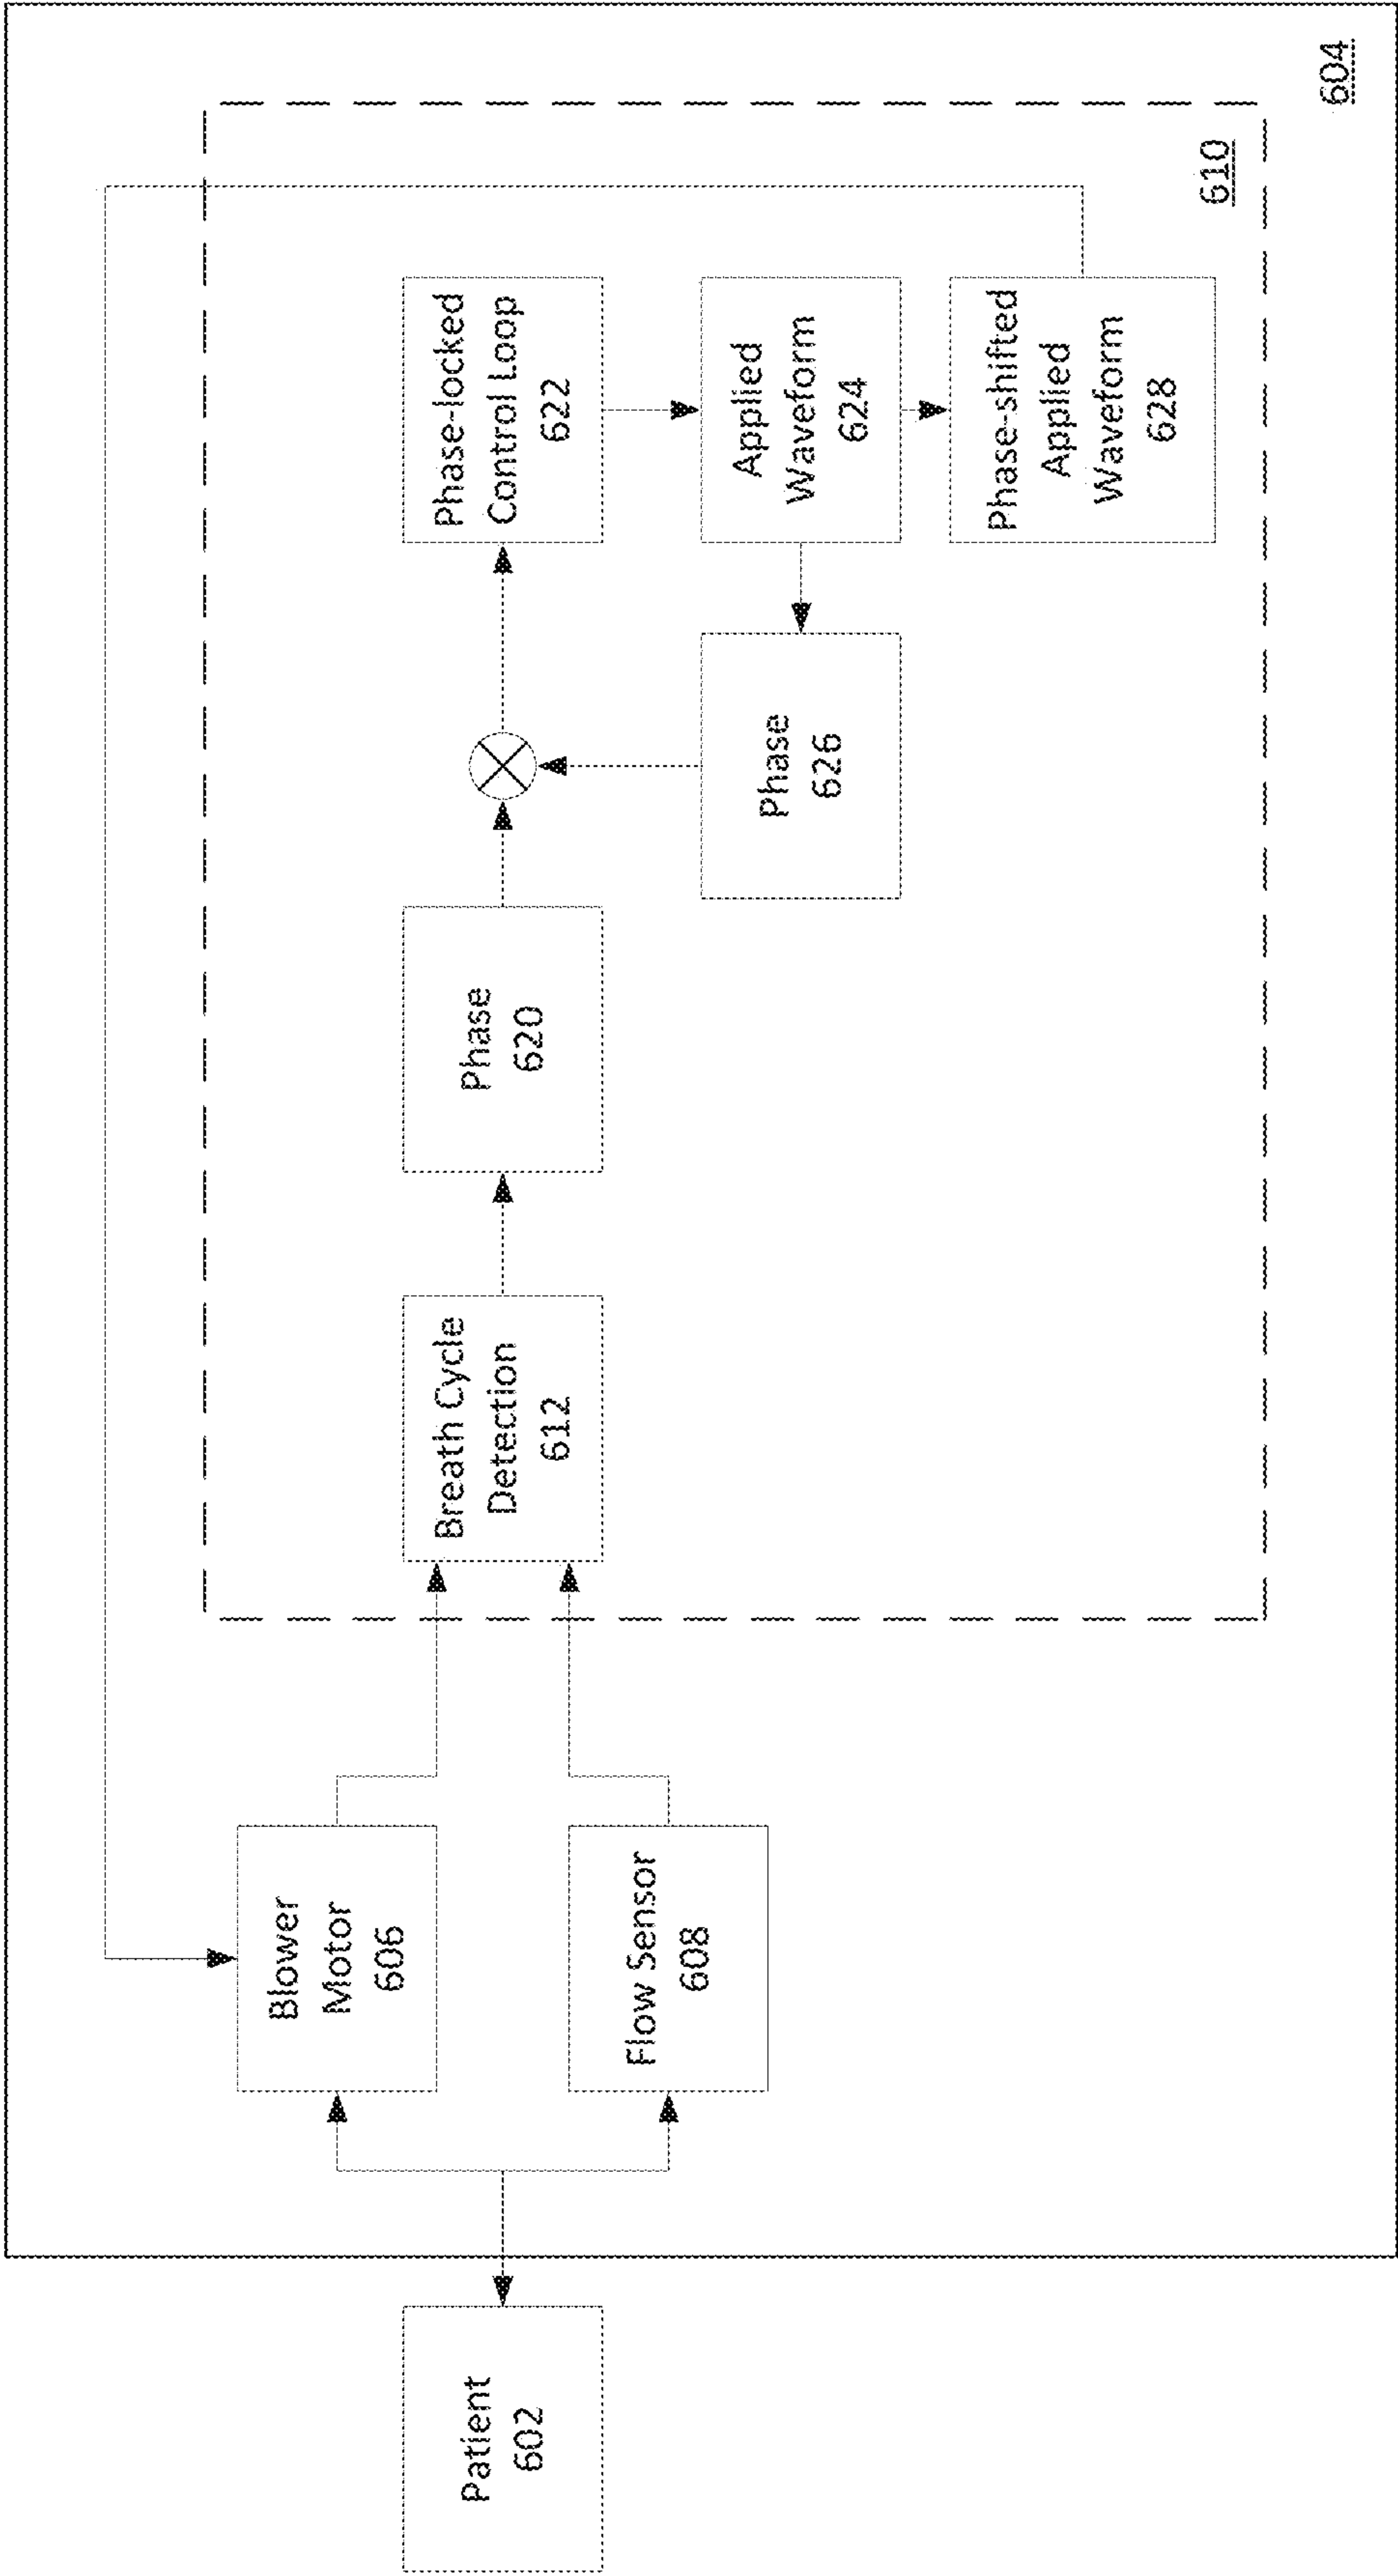 Patient
602
Blower
Motor
606
Flow Sensor
608
Breath Cycle
Detection
612
Phase
620
Phase-locked
Control Loop
622
Phase
626
Applied
Waveform
624
Phase-shifted
Applied
Waveform
628
610
604